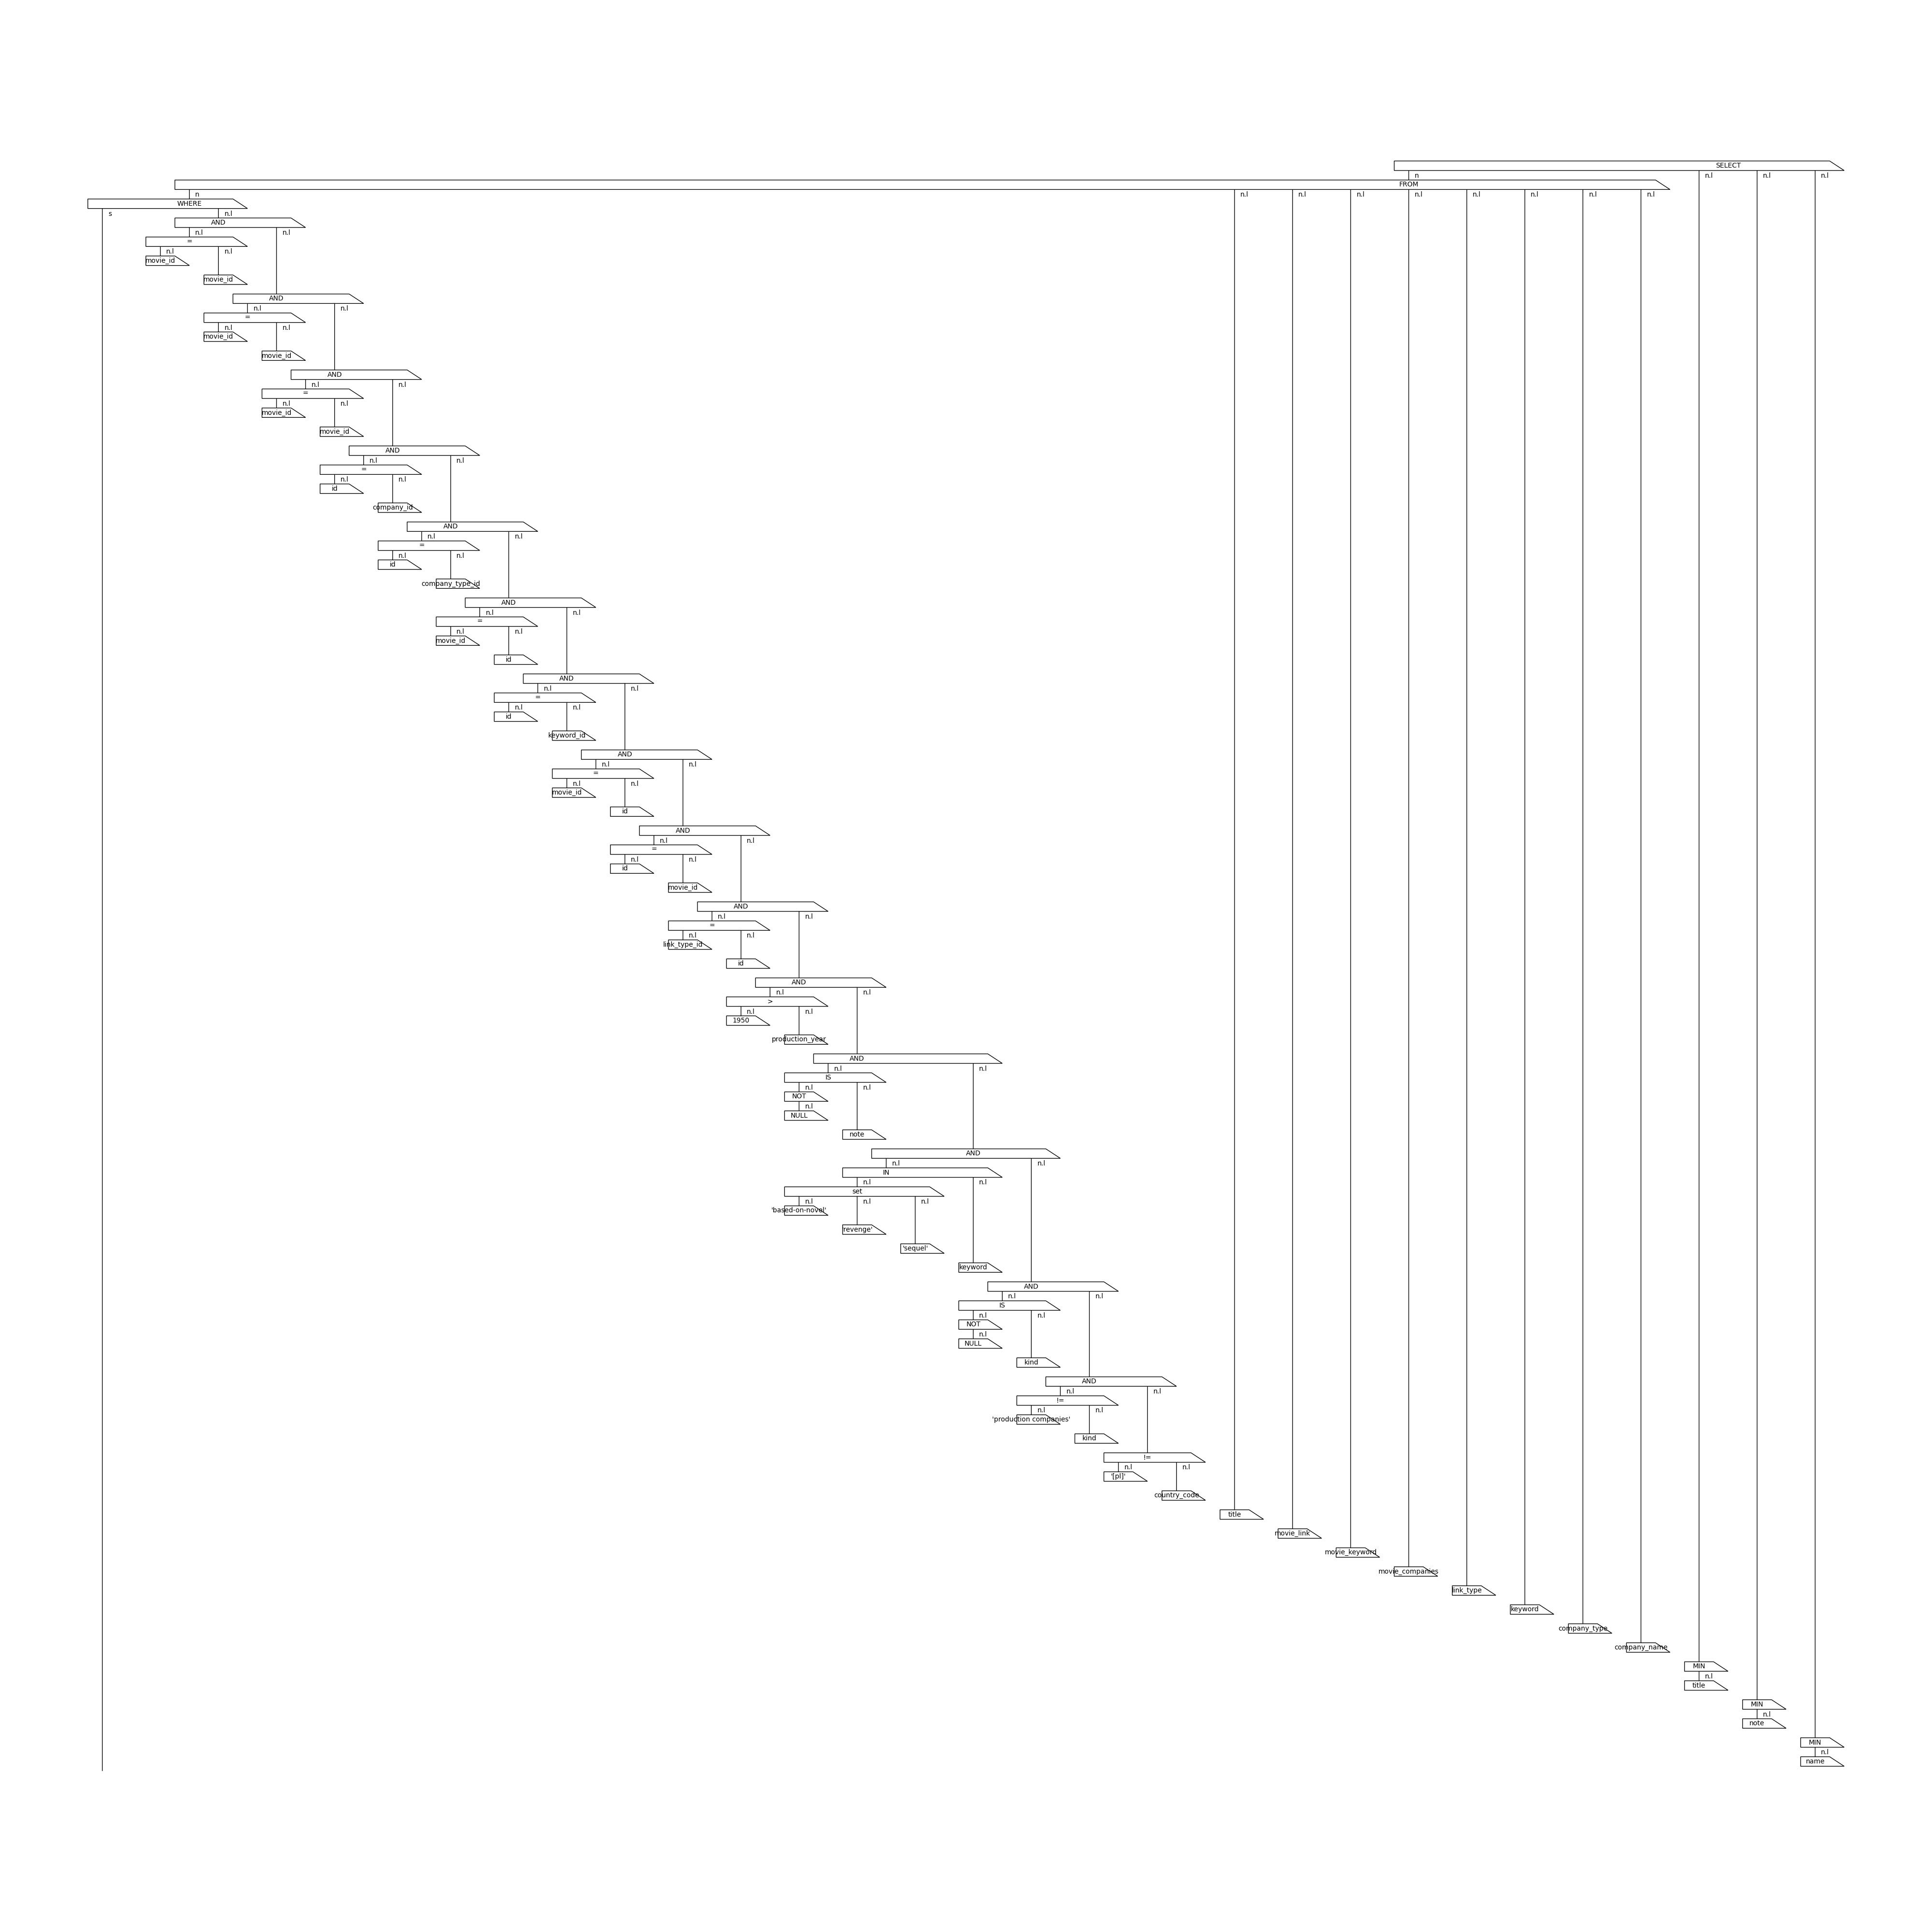 SELECT
n n.l n.l n.l
FROM
n n.l n.l n.l n.l n.l n.l n.l n.l
WHERE
s n.l
AND
n.l n.l
=
n.l n.l
movie_id
movie_id
AND
n.l n.l
=
n.l n.l
movie_id
movie_id
AND
n.l n.l
=
n.l n.l
movie_id
movie_id
AND
n.l n.l
=
n.l n.l
id
company_id
AND
n.l n.l
=
n.l n.l
id
company_type_id
AND
n.l n.l
=
n.l n.l
movie_id
id
AND
n.l n.l
=
n.l n.l
id
keyword_id
AND
n.l n.l
=
n.l n.l
movie_id
id
AND
n.l n.l
=
n.l n.l
id
movie_id
AND
n.l n.l
=
n.l n.l
link_type_id
id
AND
n.l n.l
>
n.l n.l
1950
production_year
AND
n.l n.l
IS
n.l n.l
NOT
n.l
NULL
note
AND
n.l n.l
IN
n.l n.l
set
n.l n.l n.l
'based-on-novel'
'revenge'
'sequel'
keyword
AND
n.l n.l
IS
n.l n.l
NOT
n.l
NULL
kind
AND
n.l n.l
!=
n.l n.l
'production companies'
kind
!=
n.l n.l
'[pl]'
country_code
title
movie_link
movie_keyword
movie_companies
link_type
keyword
company_type
company_name
MIN
n.l
title
MIN
n.l
note
MIN
n.l
name